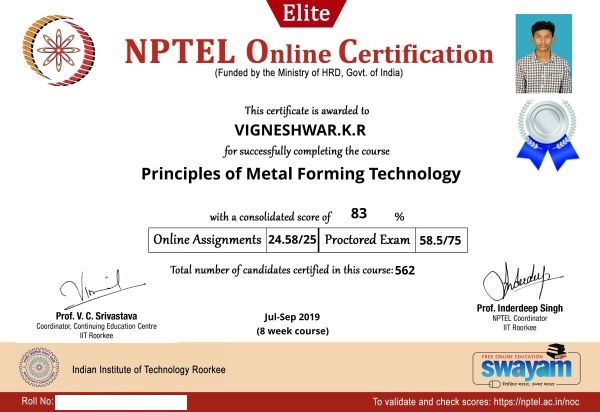 Elite
NPTEL Online Certification
(Funded by the Ministry of HRD, Govt. of India)
This certificate is awarded to
VIGNESHWAR.K.R
for successfully completing the course
Principles of Metal Forming Technology
with a consolidated score of 83 %
Online Assignments 24.58/25 Proctored Exam 58.5/75
Total number of candidates certified in this course: 562
Prof. V. C. Srivastava
Coordinator, Continuing Education Centre
IIT Roorkee
Jul-Sep 2019
(8 week course)
Prof. Inderdeep Singh
NPTEL Coordinator
IIT Roorkee
Indian Institute of Technology Roorkee
FREE ONLINE EDUCATION
swayam
शिक्षित भारत, उन्नत भारत
Roll No:
To validate and check scores: https://nptel.ac.in/noc